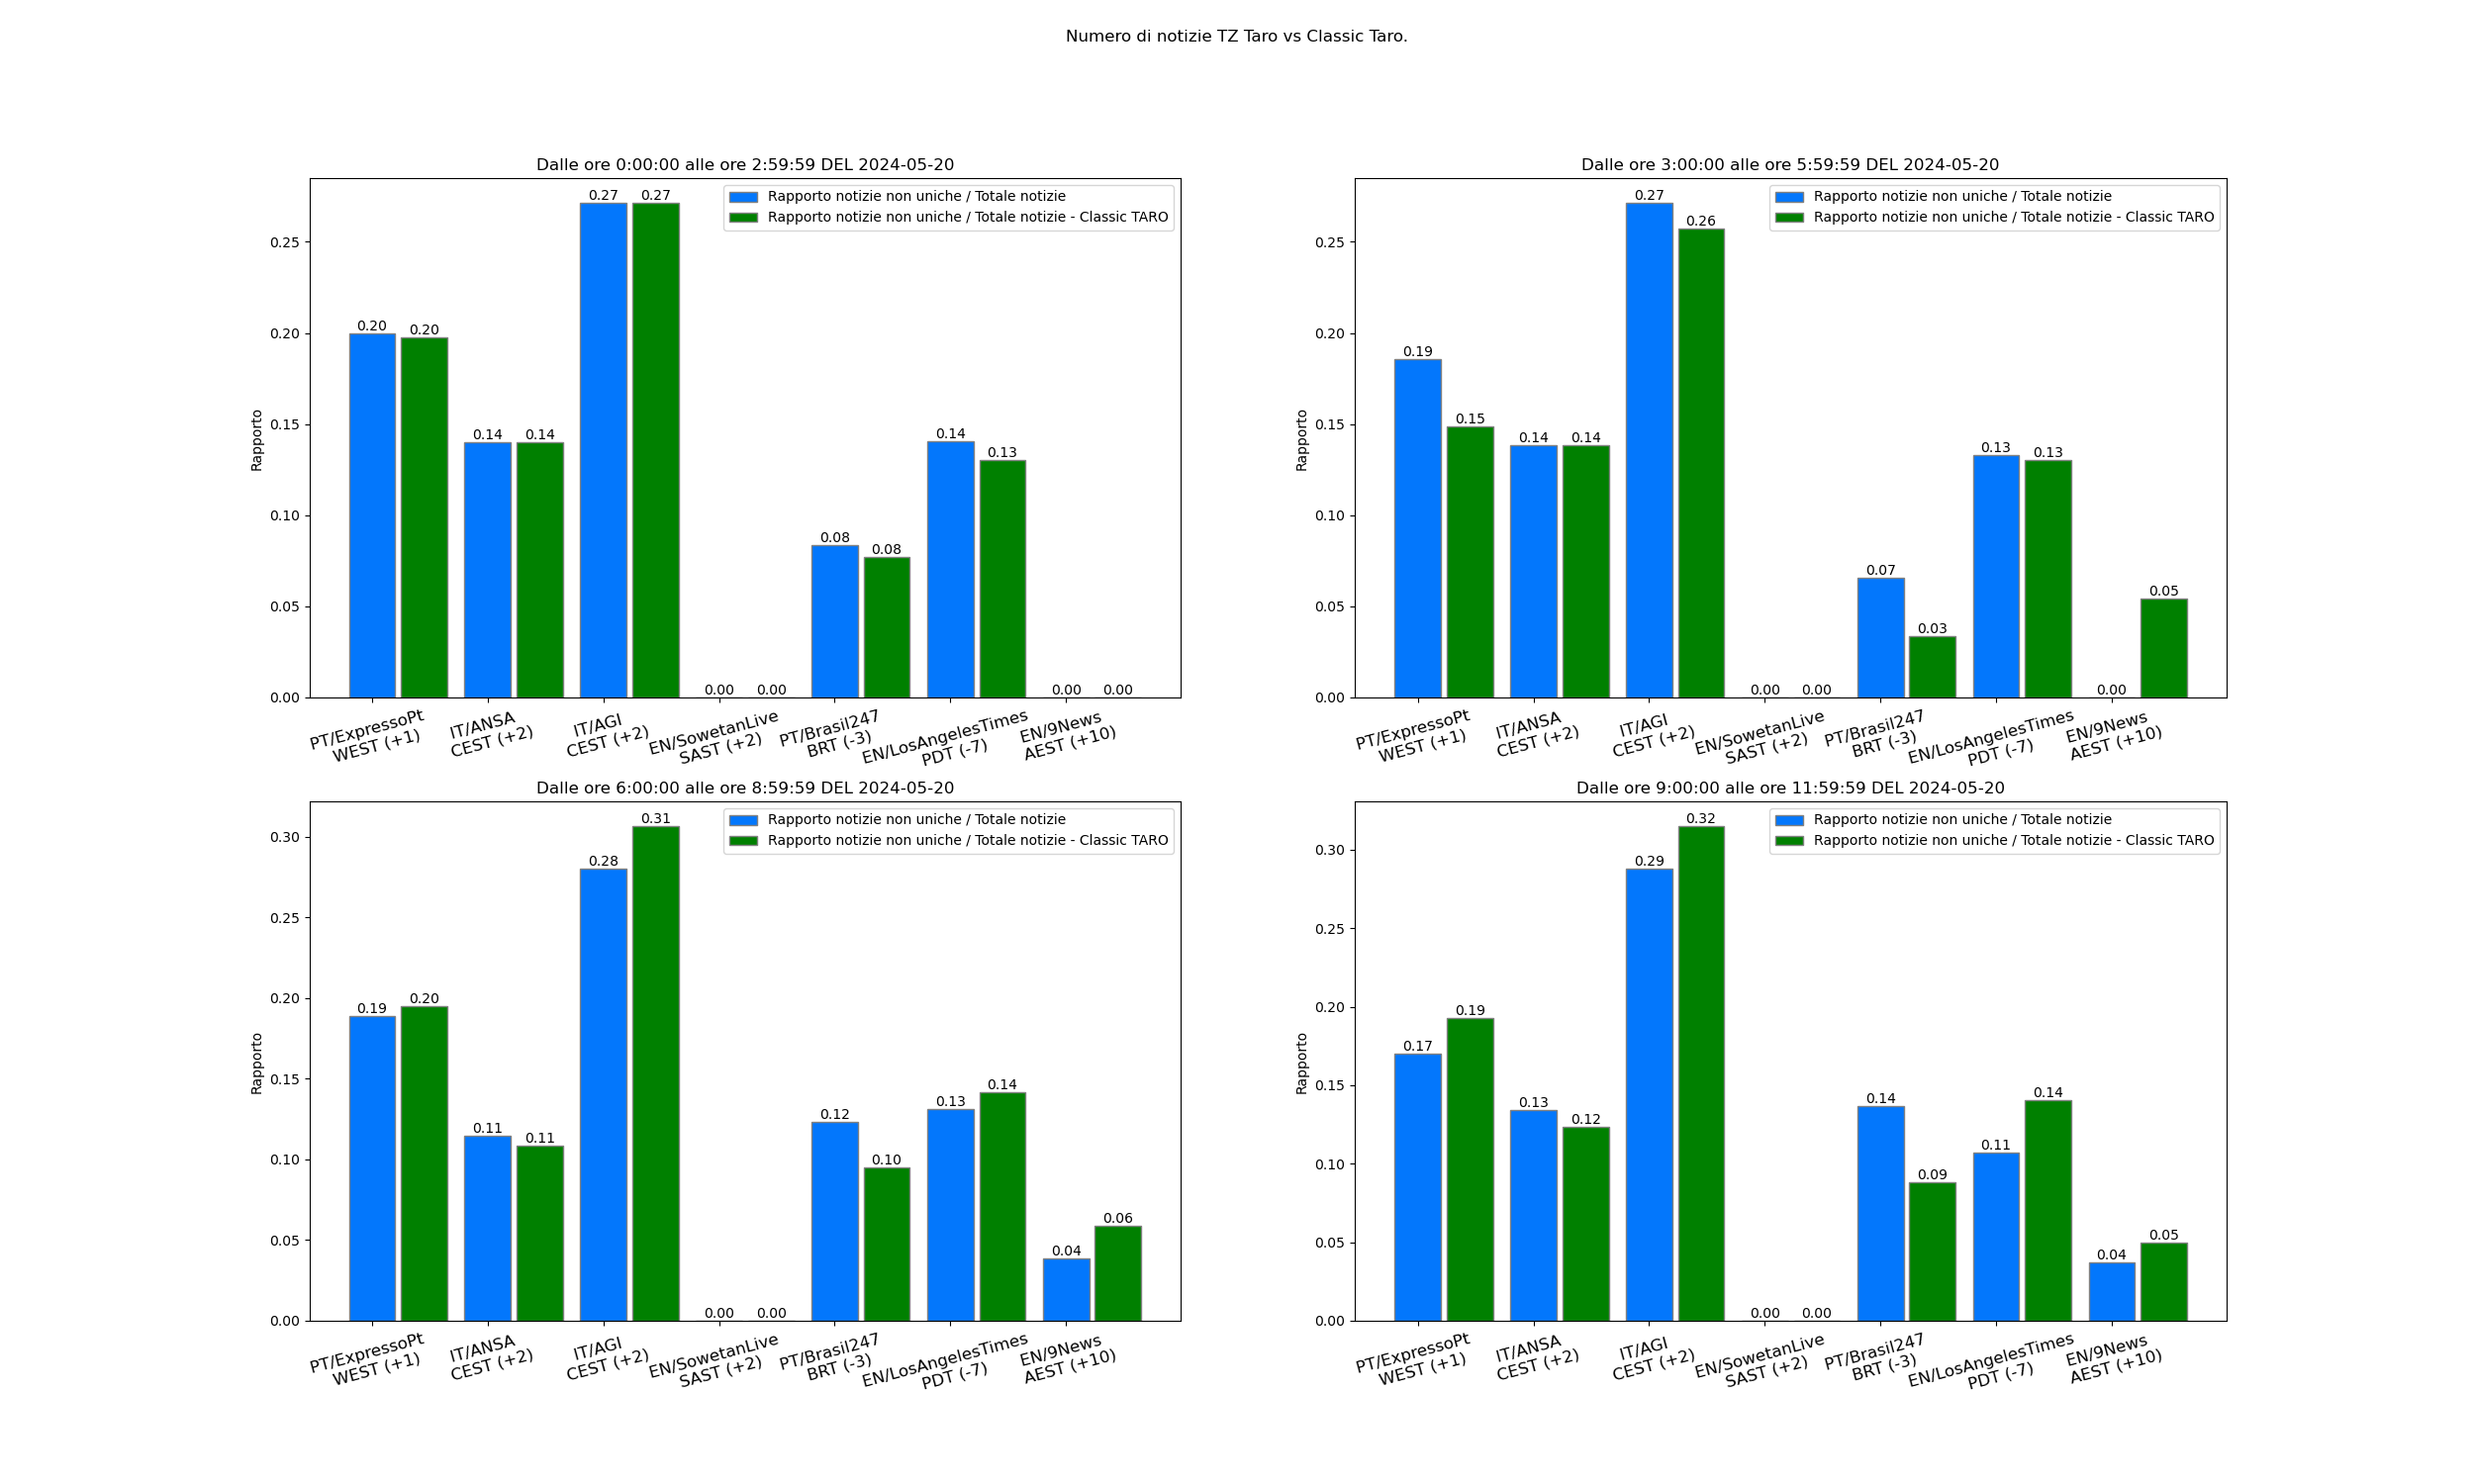 Numero di notizie TZ Taro vs Classic Taro.
Dalle ore 0:00:00 alle ore 2:59:59 DEL 2024-05-20
Rapporto notizie non uniche / Totale notizie
Rapporto notizie non uniche / Totale notizie - Classic TARO
Rapporto
0.25
0.20
0.15
0.10
0.05
0.00
0.20
0.20
0.14
0.14
0.27
0.27
0.00
0.00
0.08
0.08
0.14
0.13
0.00
0.00
PT/ExpressoPt
WEST (+1)
IT/ANSA
CEST (+2)
IT/AGI
CEST (+2)
EN/SowetanLive
SAST (+2)
PT/Brasil247
BRT (-3)
EN/LosAngelesTimes
PDT (-7)
EN/9News
AEST (+10)
Dalle ore 3:00:00 alle ore 5:59:59 DEL 2024-05-20
Rapporto notizie non uniche / Totale notizie
Rapporto notizie non uniche / Totale notizie - Classic TARO
Rapporto
0.25
0.20
0.15
0.10
0.05
0.00
0.19
0.15
0.14
0.14
0.27
0.26
0.00
0.00
0.07
0.03
0.13
0.13
0.00
0.05
PT/ExpressoPt
WEST (+1)
IT/ANSA
CEST (+2)
IT/AGI
CEST (+2)
EN/SowetanLive
SAST (+2)
PT/Brasil247
BRT (-3)
EN/LosAngelesTimes
PDT (-7)
EN/9News
AEST (+10)
Dalle ore 6:00:00 alle ore 8:59:59 DEL 2024-05-20
Rapporto notizie non uniche / Totale notizie
Rapporto notizie non uniche / Totale notizie - Classic TARO
Rapporto
0.30
0.25
0.20
0.15
0.10
0.05
0.00
0.19
0.20
0.11
0.11
0.28
0.31
0.00
0.00
0.12
0.10
0.13
0.14
0.04
0.06
PT/ExpressoPt
WEST (+1)
IT/ANSA
CEST (+2)
IT/AGI
CEST (+2)
EN/SowetanLive
SAST (+2)
PT/Brasil247
BRT (-3)
EN/LosAngelesTimes
PDT (-7)
EN/9News
AEST (+10)
Dalle ore 9:00:00 alle ore 11:59:59 DEL 2024-05-20
Rapporto notizie non uniche / Totale notizie
Rapporto notizie non uniche / Totale notizie - Classic TARO
Rapporto
0.30
0.25
0.20
0.15
0.10
0.05
0.00
0.17
0.19
0.13
0.12
0.29
0.32
0.00
0.00
0.14
0.09
0.11
0.14
0.04
0.05
PT/ExpressoPt
WEST (+1)
IT/ANSA
CEST (+2)
IT/AGI
CEST (+2)
EN/SowetanLive
SAST (+2)
PT/Brasil247
BRT (-3)
EN/LosAngelesTimes
PDT (-7)
EN/9News
AEST (+10)